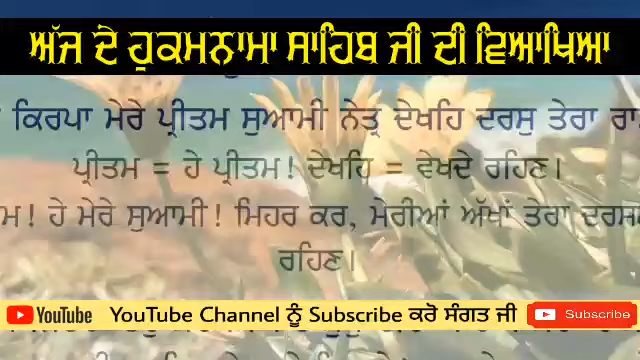 ਅੱਜ ਦੇ ਹੁਕਮਨਾਮਾ ਸਾਹਿਬ ਜੀ ਦੀ ਵਿਆਖਿਆ
ਕਿਰਪਾ ਮੇਰੇ ਪ੍ਰੀਤਮ ਸੁਆਮੀ ਨੇਤ੍ਰ ਦੇਖਹਿ ਦਰਸੁ ਤੇਰਾ ਰਾ
ਪ੍ਰੀਤਮ = ਹੇ ਪ੍ਰੀਤਮ! ਦੇਖਹਿ = ਵੇਖਦੇ ਰਹਿਣ।
ਮ! ਹੇ ਮੇਰੇ ਸੁਆਮੀ! ਮਿਹਰ ਕਰ, ਮੇਰੀਆਂ ਅੱਖਾਂ ਤੇਰਾ ਦਰਸ
ਰਹਿਣ।
YouTube YouTube Channel ਨੂੰ Subscribe ਕਰੋ ਸੰਗਤ ਜੀ Subscribe